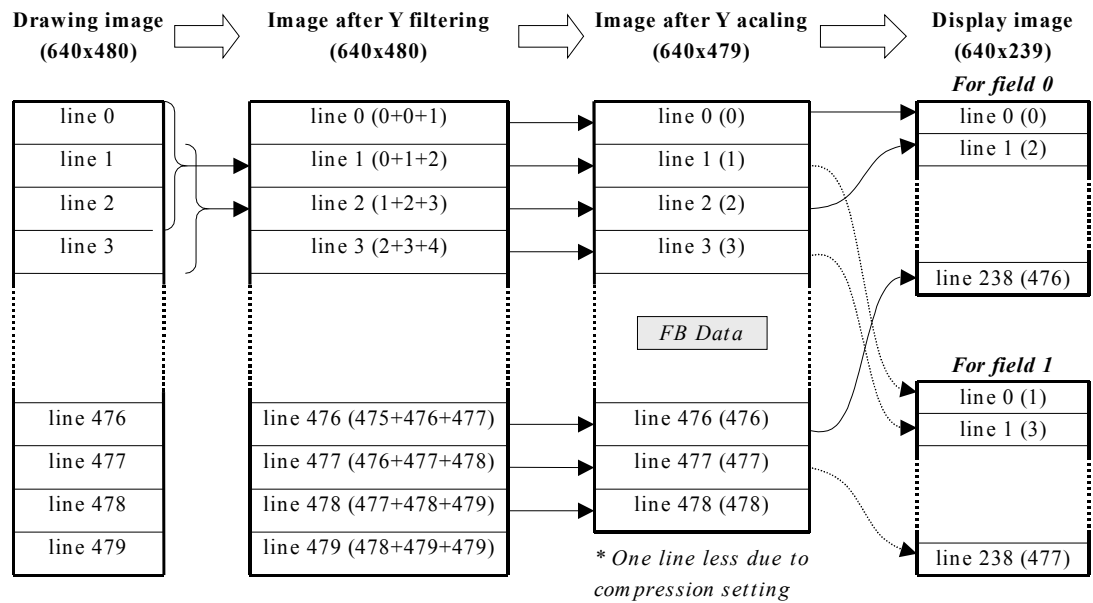 Drawing image
(640x480)
Image after Y filtering
(640x480)
Image after Y acaling
(640x479)
Display image
(640x239)
line 0
line 1
line 2
line 3
line 476
line 477
line 478
line 479
line 0 (0+0+1)
line 1 (0+1+2)
line 2 (1+2+3)
line 3 (2+3+4)
line 476 (475+476+477)
line 477 (476+477+478)
line 478 (477+478+479)
line 479 (478+479+479)
line 0 (0)
line 1 (1)
line 2 (2)
line 3 (3)
FB Data
line 476 (476)
line 477 (477)
line 478 (478)
* One line less due to
compression setting
For field 0
line 0 (0)
line 1 (2)
line 238 (476)
For field 1
line 0 (1)
line 1 (3)
line 238 (477)